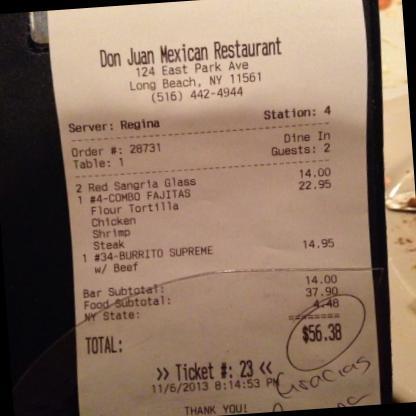 Don Juan Mexican Restaurant
124 East Park Ave
Long Beach, NY 11561
(516) 442-4944
Server: Regina Station: 4
Order #: 28731 Dine In
Table: 1 Guests: 2
2 Red Sangria Glass 14.00
1 #4-COMBO FAJITAS 22.95
Flour Tortilla
Chicken
Shrimp
Steak
1 #34-BURRITO SUPREME 14.95
w/ Beef
Bar Subtotal: 14.00
Food Subtotal: 37.90
NY State: 4.48
TOTAL: $56.38
>> Ticket #: 23 <<
11/6/2013 8:14:53 PM
Gracias
THANK YOU!